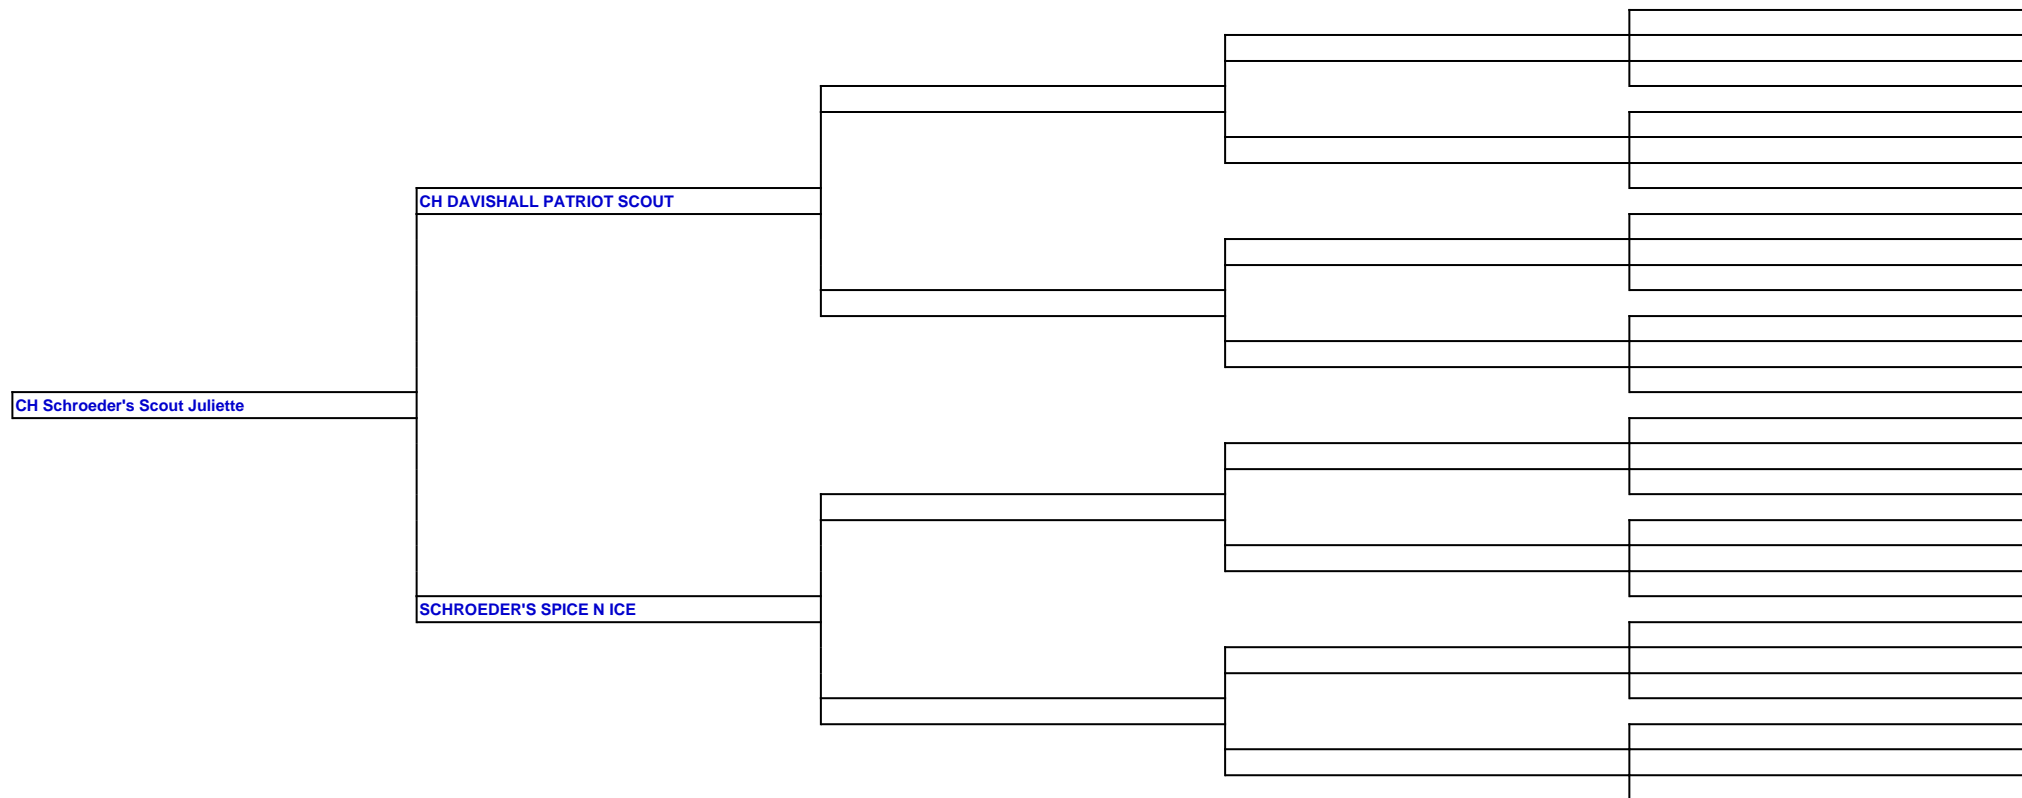 CH DAVISHALL PATRIOT SCOUT
CH Schroeder's Scout Juliette
SCHROEDER'S SPICE N ICE